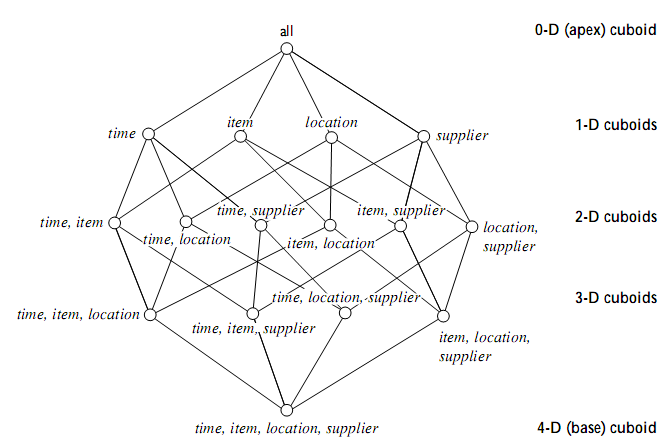 all
0-D (apex) cuboid
time
item
location
supplier
1-D cuboids
time, item
time, location
time, supplier
item, location
item, supplier
location,
supplier
2-D cuboids
time, item, location
time, item, supplier
time, location, supplier
item, location,
supplier
3-D cuboids
time, item, location, supplier
4-D (base) cuboid